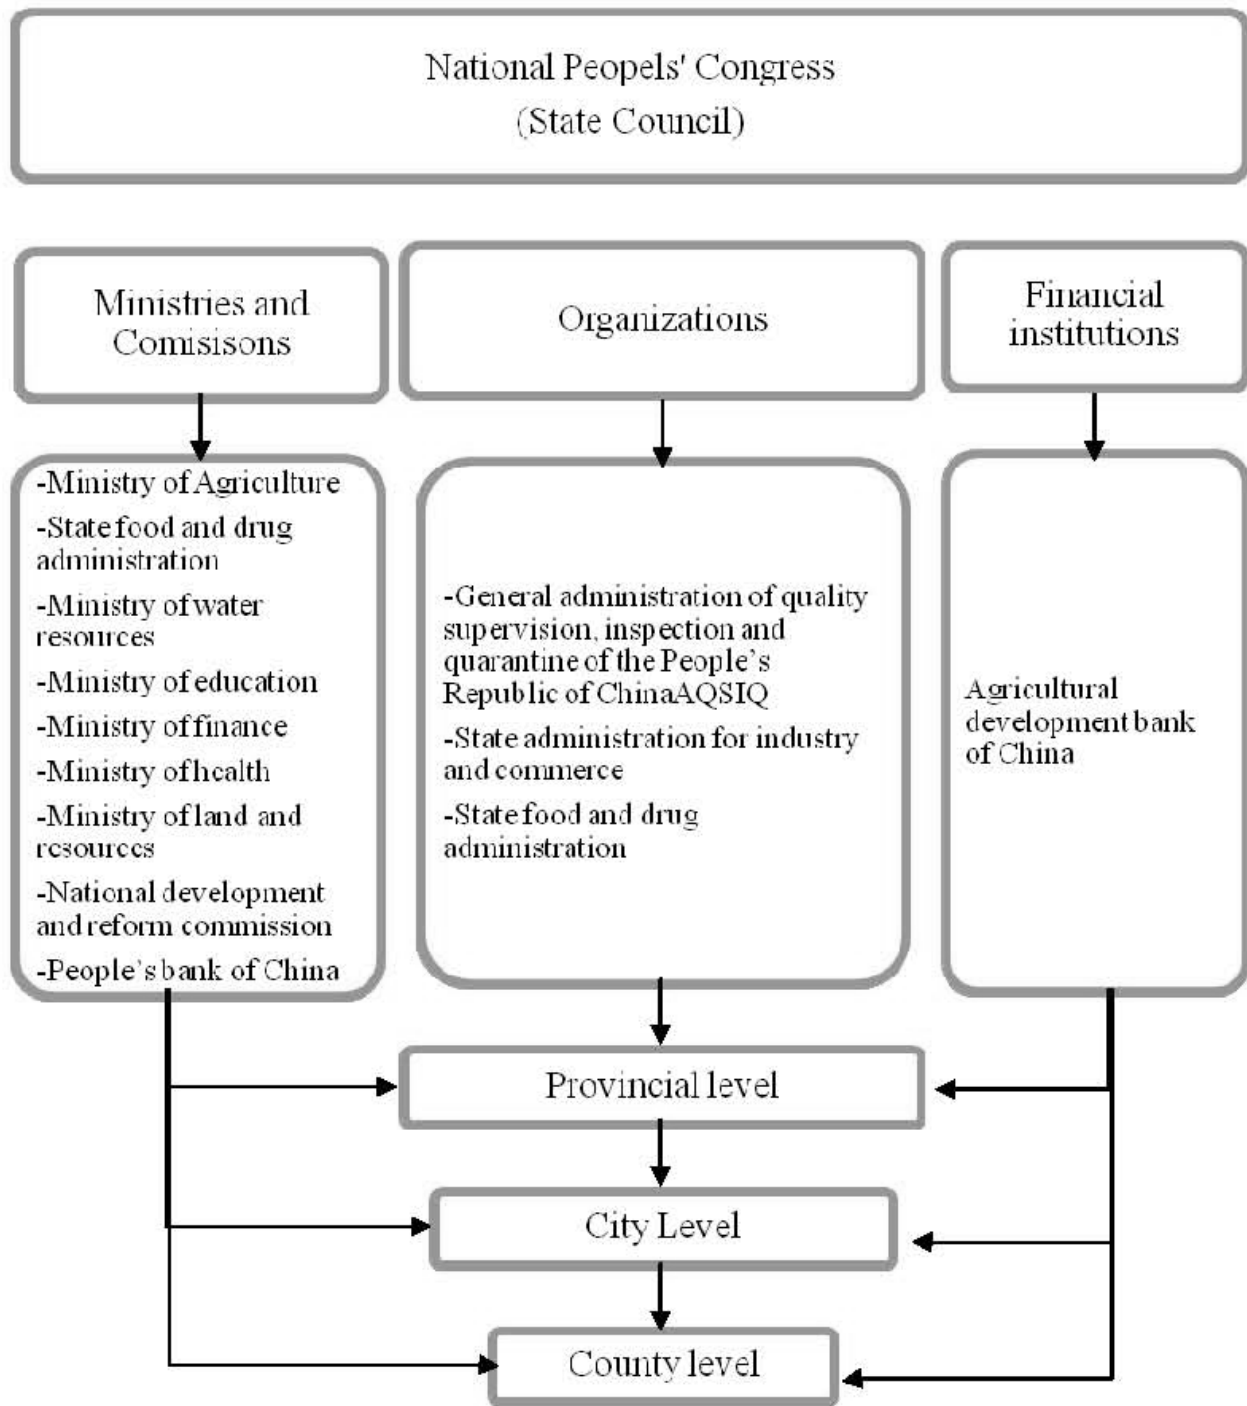 National Peopels' Congress
(State Council)
Ministries and
Comisisons
Organizations
Financial
institutions
-Ministry of Agriculture
-State food and drug
administration
-Ministry of water
resources
-Ministry of education
-Ministry of finance
-Ministry of health
-Ministry of land and
resources
-National development
and reform commission
-People's bank of China
-General administration of quality
supervision, inspection and
quarantine of the People's
Republic of ChinaAQSIQ
-State administration for industry
and commerce
-State food and drug
administration
Agricultural
development bank
of China
Provincial level
City Level
County level